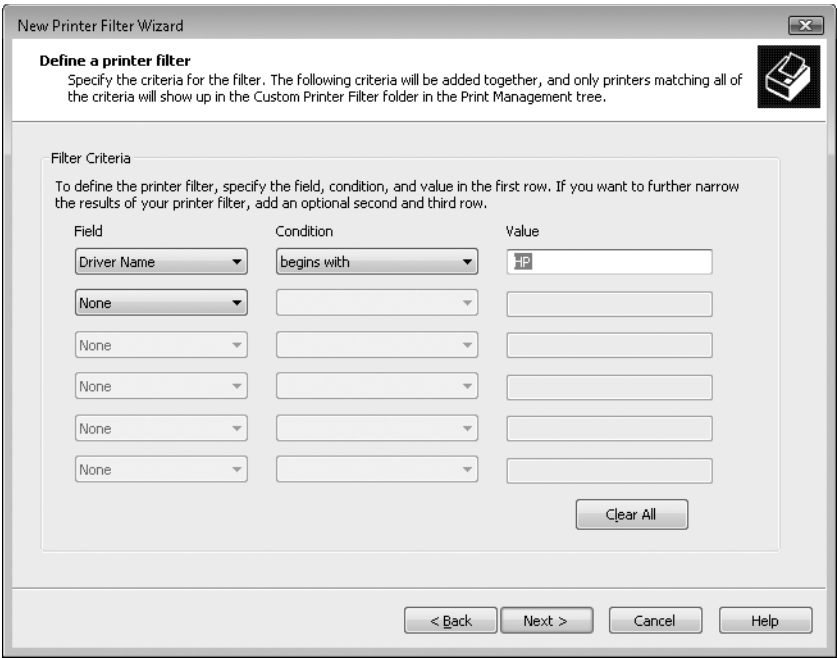 New Printer Filter Wizard
Define a printer filter
Specify the criteria for the filter. The following criteria will be added together, and only printers matching all of
the criteria will show up in the Custom Printer Filter folder in the Print Management tree.
Filter Criteria
To define the printer filter, specify the field, condition, and value in the first row. If you want to further narrow
the results of your printer filter, add an optional second and third row.
Field Condition Value
Driver Name begins with HP
None
None
None
None
None
Clear All
< Back Next > Cancel Help